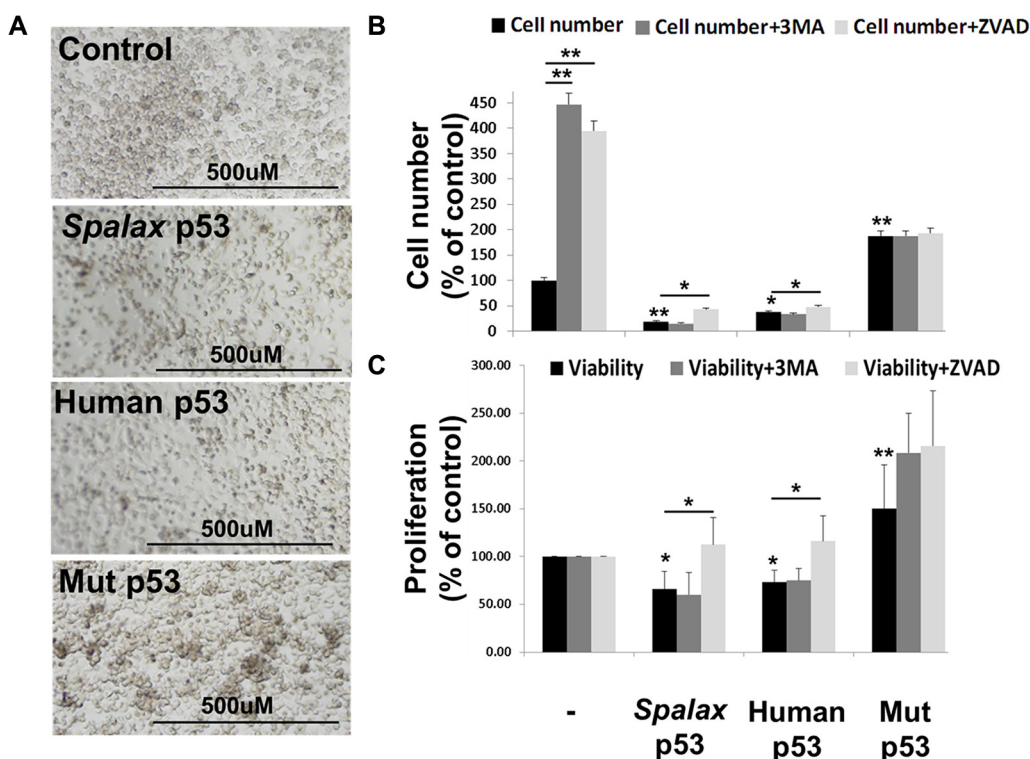 A
Control
500uM
Spalax p53
500uM
Human p53
500uM
Mut p53
500uM
B
Cell number Cell number+3MA Cell number+ZVAD
Cell number
(% of control)
450
400
350
300
250
200
150
100
50
0
**
**
**
*
*
*
**
C
Viability Viability+3MA Viability+ZVAD
Proliferation
(% of control)
300.00
250.00
200.00
150.00
100.00
50.00
0.00
*
*
*
*
**
- Spalax Human Mut
p53 p53 p53